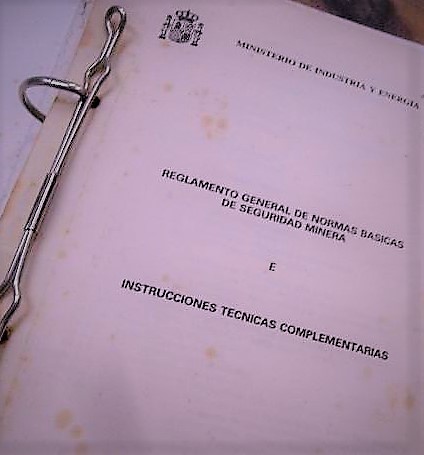 MINISTERIO DE INDUSTRIA Y ENERGIA
REGLAMENTO GENERAL DE NORMAS BASICAS
DE SEGURIDAD MINERA
E
INSTRUCCIONES TECNICAS COMPLEMENTARIAS